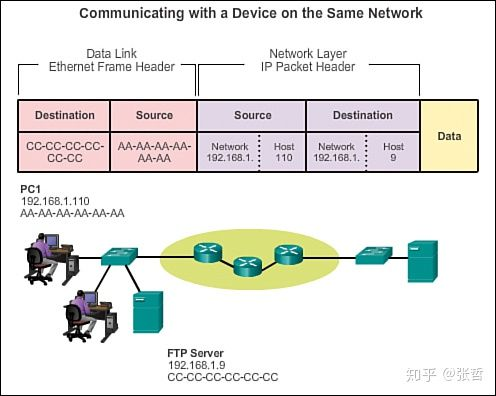 Communicating with a Device on the Same Network
Data Link
Ethernet Frame Header
Network Layer
IP Packet Header
Destination
Source
Source
Destination
Data
CC-CC-CC-CC-
CC-CC
AA-AA-AA-AA-
AA-AA
Network
192.168.1.
Host
110
Network
192.168.1.
Host
9
PC1
192.168.1.110
AA-AA-AA-AA-AA-AA
FTP Server
192.168.1.9
CC-CC-CC-CC-CC-CC
知乎 @张哲